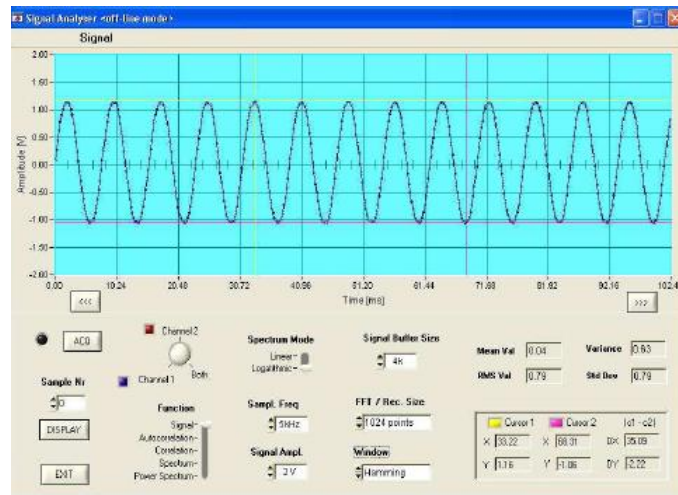 Signal Analyser <off-line mode>
Signal
2.00
1.50
1.00
0.50
0.00
-0.50
-1.00
-1.50
-2.00
Amplitude [V]
0.00 10.24 20.48 30.72 40.96 51.20 61.44 71.68 81.92 92.16 102.4
Time [ms]
<<<
>>>
ACQ
Channel 2
Channel 1
Both
Sample Nr
0
DISPLAY
EXIT
Function
Signal-
Autocorrelation-
Correlation-
Spectrum-
Power Spectrum-
Spectrum Mode
Linear-
Logarithmic-
Sampl. Freq
Signal Ampl.
2 V
Signal Buffer Size
4k
FFT / Rec. Size
1024 points
Window
Hamming
Mean Val 0.04 Variance 0.63
RMS Val 0.79 Std Dev 0.79
Cursor 1 Cursor 2 |c1 -c2|
X 33.22 X 68.31 DX 35.09
Y 1.16 Y -1.06 DY 2.22